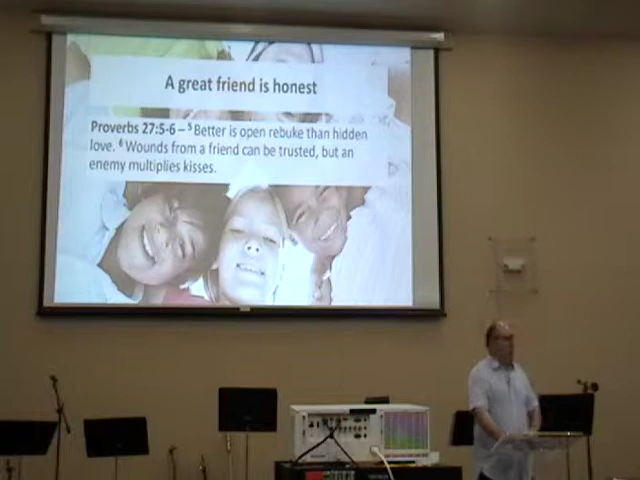 A great friend is honest
Proverbs 27:5-6 – ⁵ Better is open rebuke than hidden
love. ⁶ Wounds from a friend can be trusted, but an
enemy multiplies kisses.